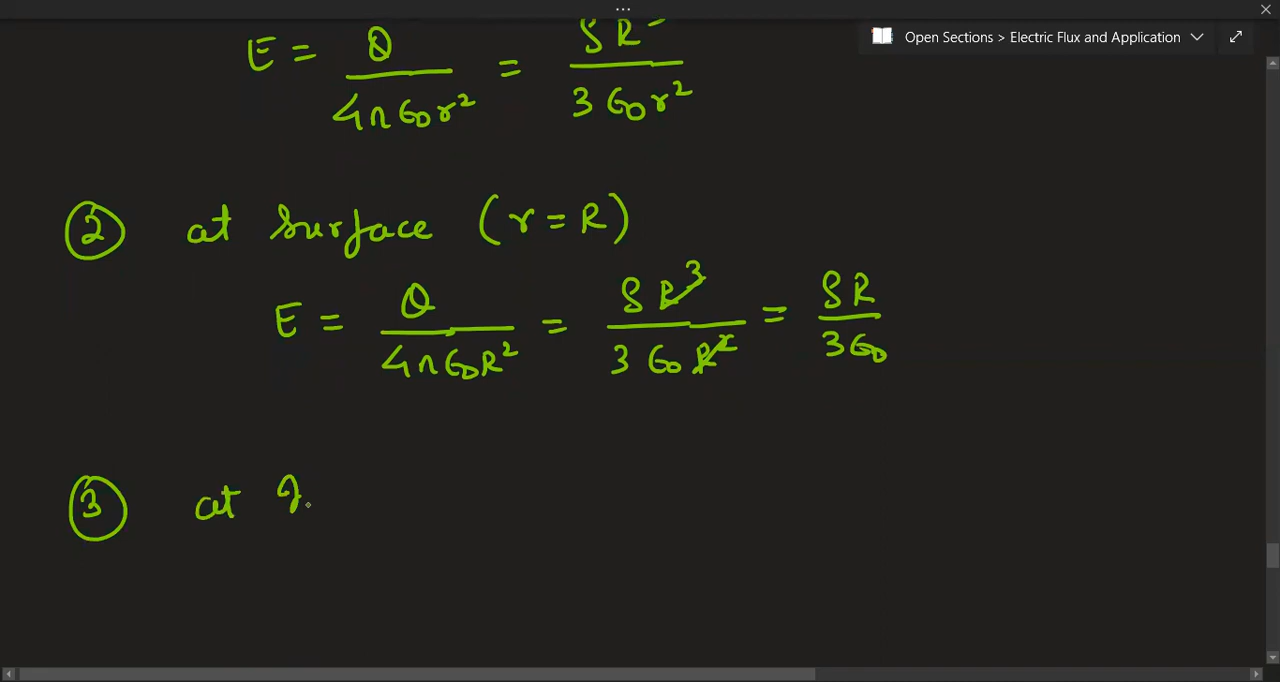 Open Sections > Electric Flux and Application
E = Q / 4πϵ₀r² = ρR / 3ϵ₀r²
② at surface (r = R)
E = Q / 4πϵ₀R² = ρR³ / 3ϵ₀R² = ρR / 3ϵ₀
③ at